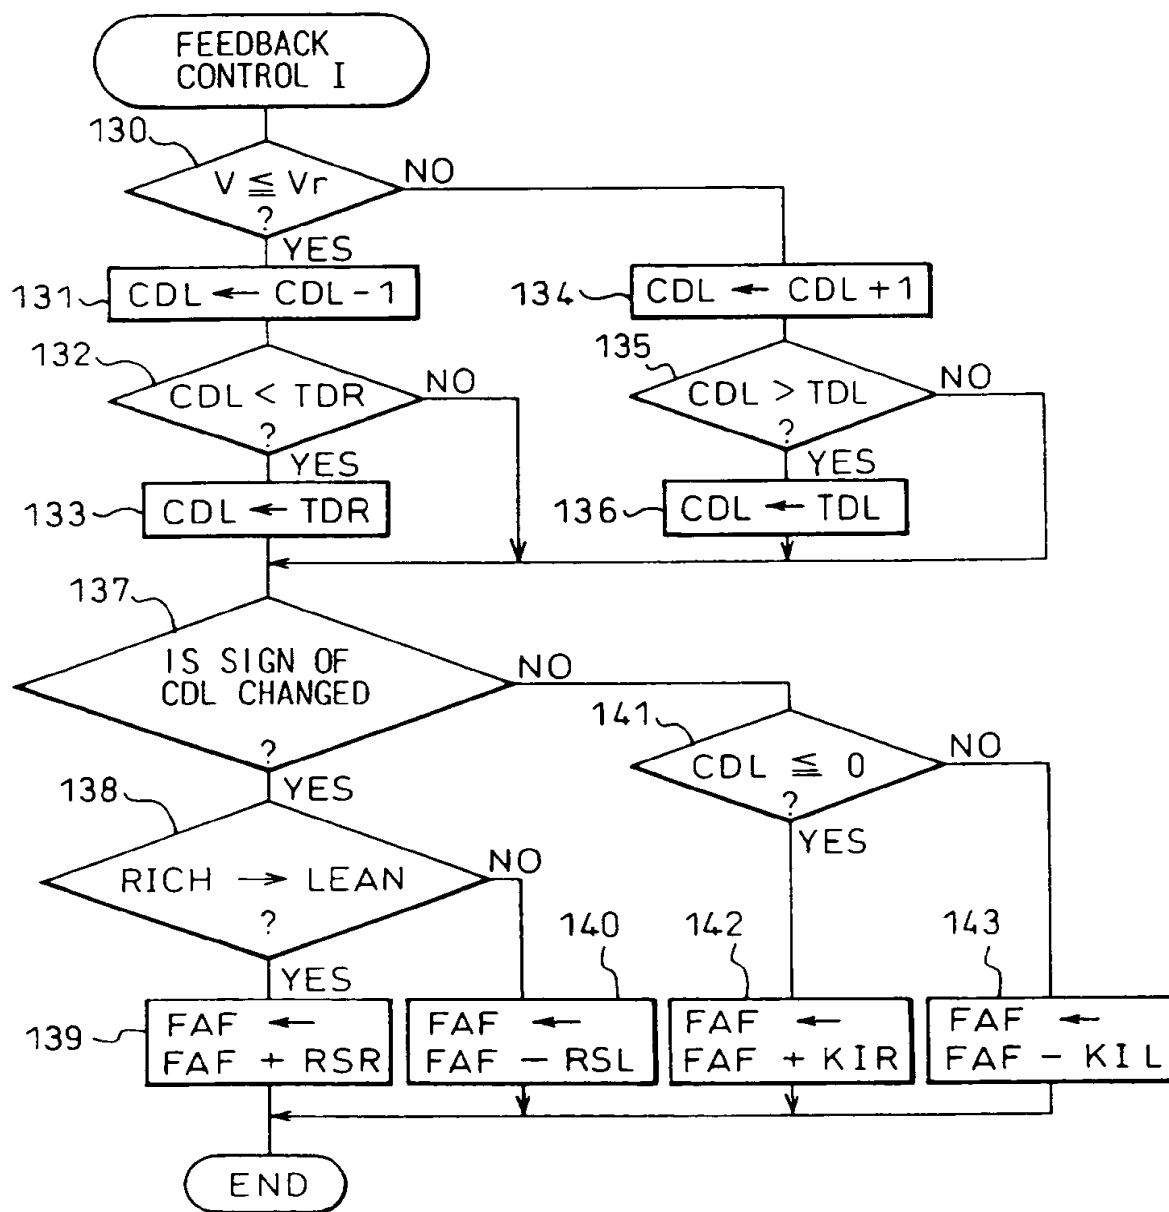 FEEDBACK
CONTROL I
130
V ≦ Vr
?
NO
YES
131
CDL ← CDL-1
134
CDL ← CDL+1
132
CDL < TDR
?
NO
YES
135
CDL > TDL
?
NO
YES
133
CDL ← TDR
136
CDL ← TDL
137
IS SIGN OF
CDL CHANGED
?
NO
YES
141
CDL ≦ 0
?
NO
YES
138
RICH → LEAN
?
NO
YES
139
FAF ←
FAF + RSR
140
FAF ←
FAF - RSL
142
FAF ←
FAF + KIR
143
FAF ←
FAF - KIL
END